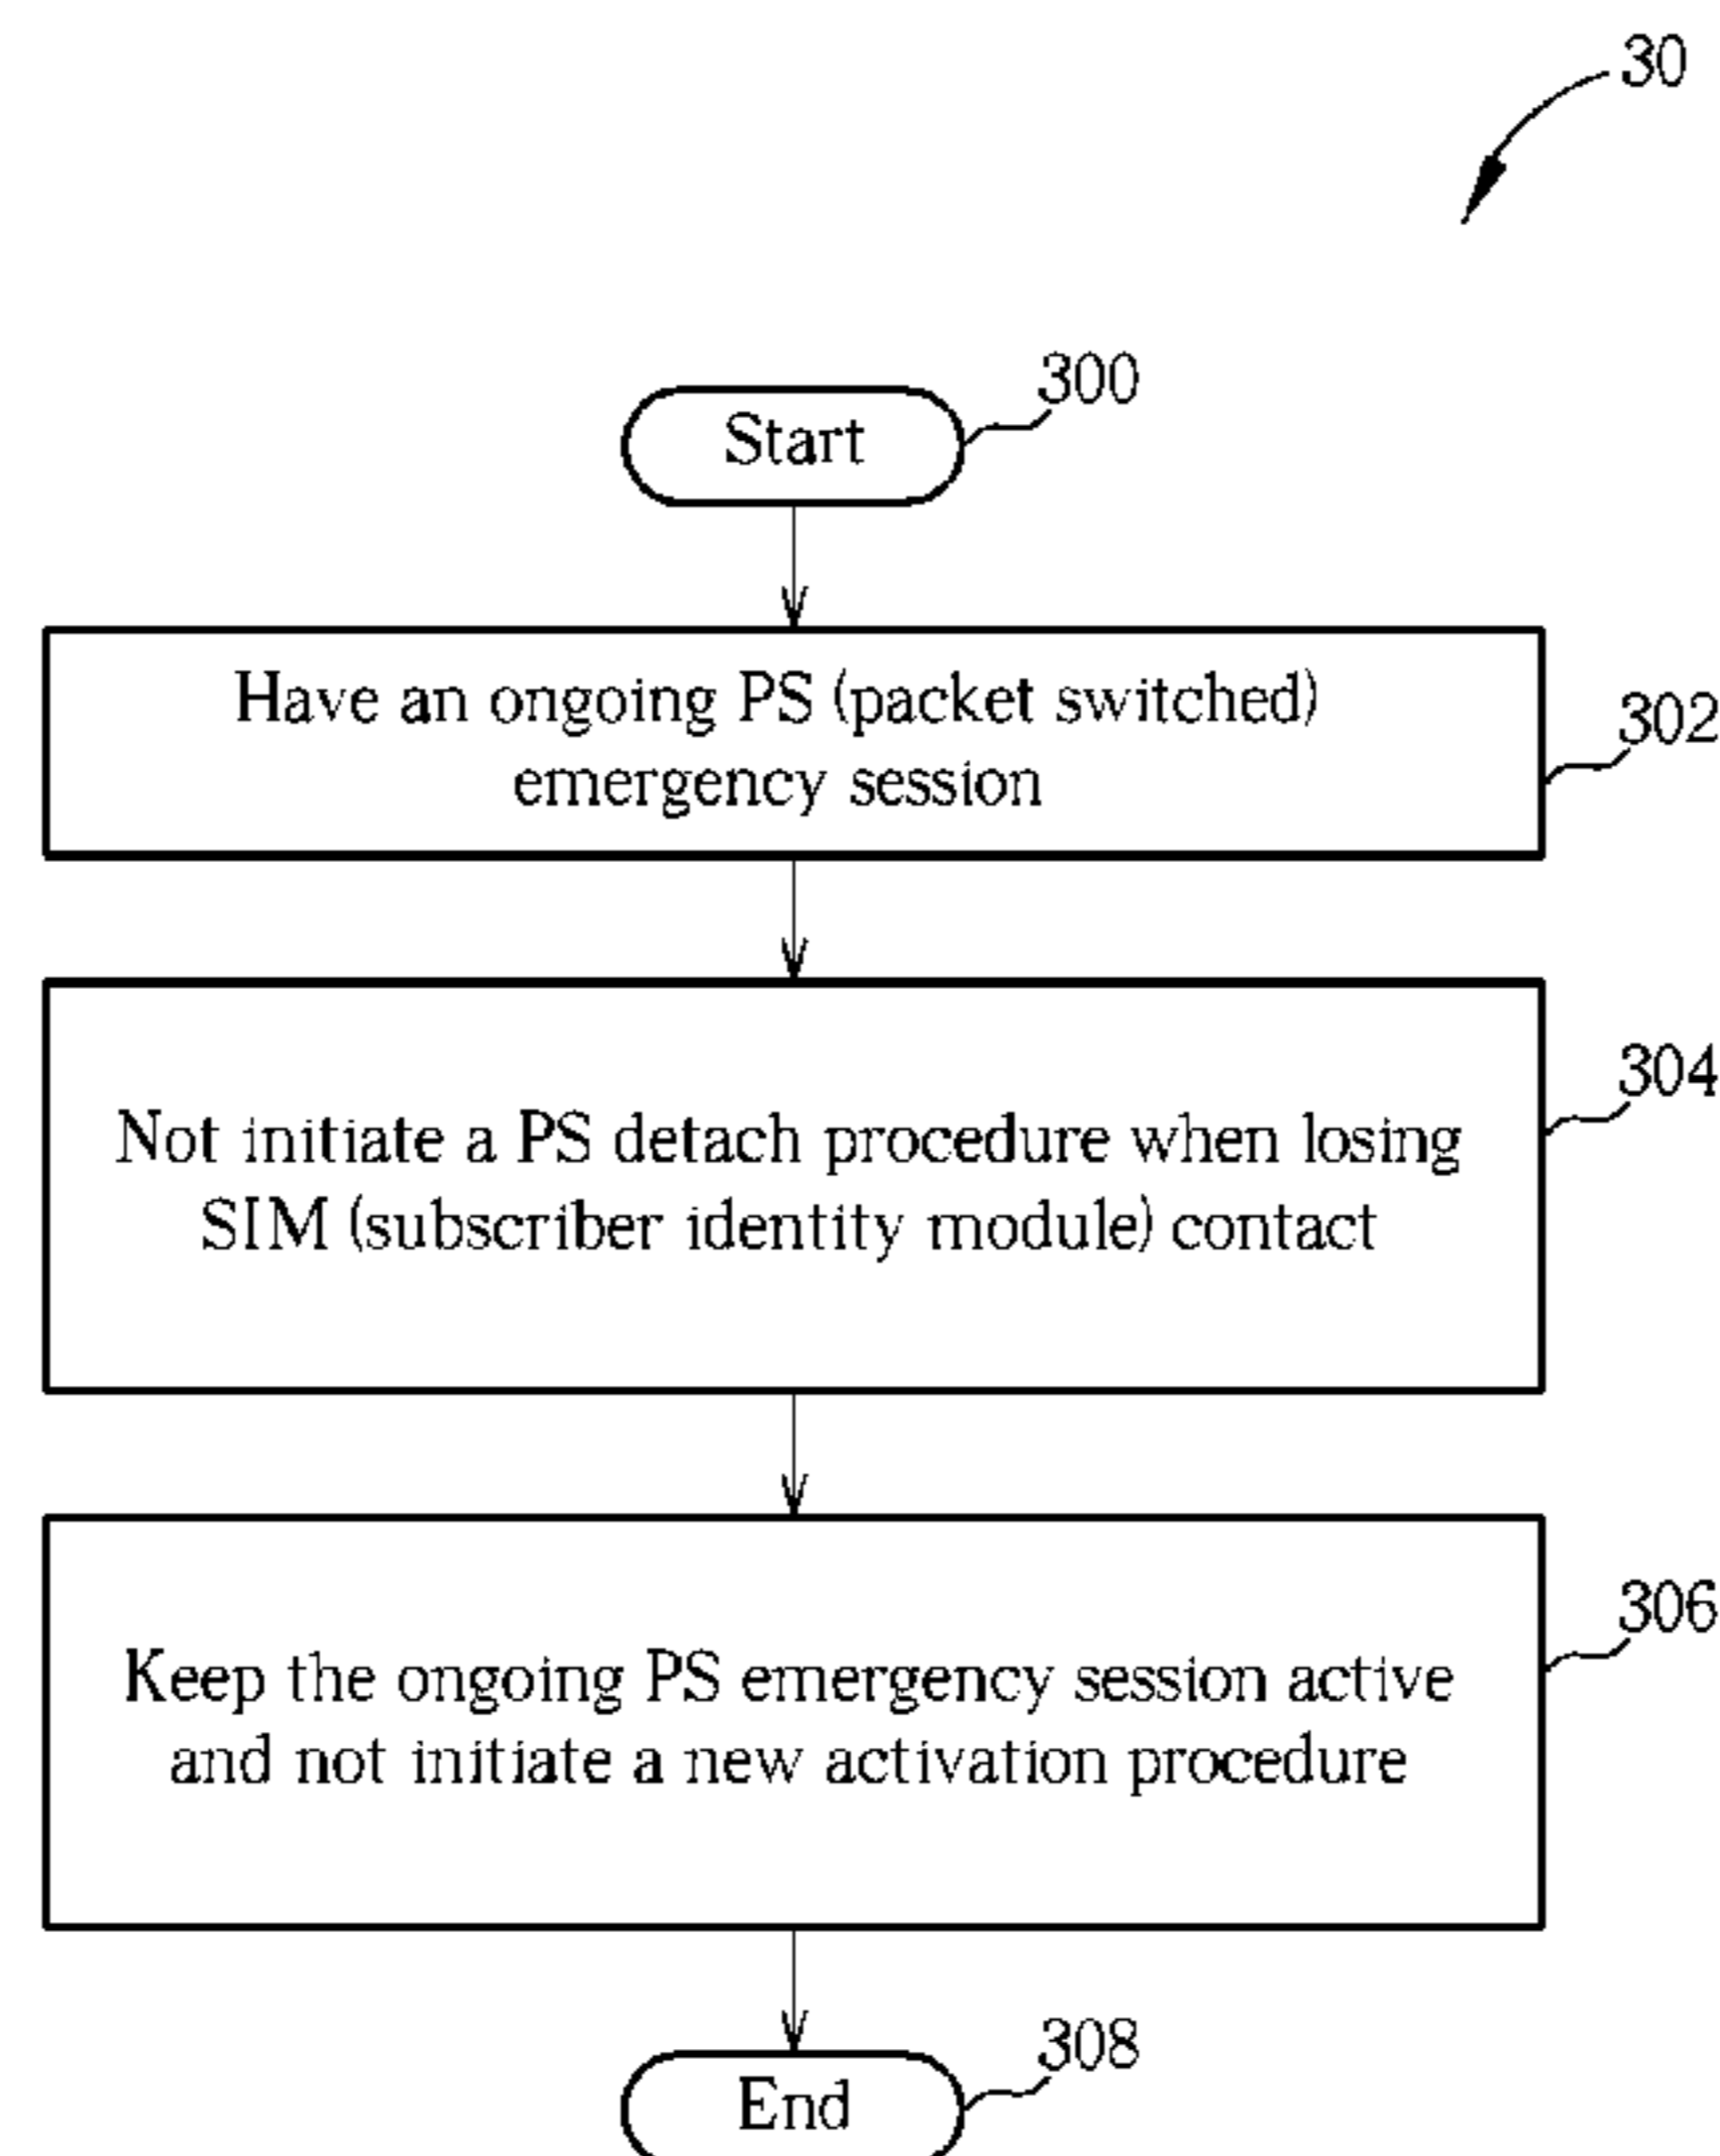 30
Start
300
Have an ongoing PS (packet switched)
emergency session
302
Not initiate a PS detach procedure when losing
SIM (subscriber identity module) contact
304
Keep the ongoing PS emergency session active
and not initiate a new activation procedure
306
End
308